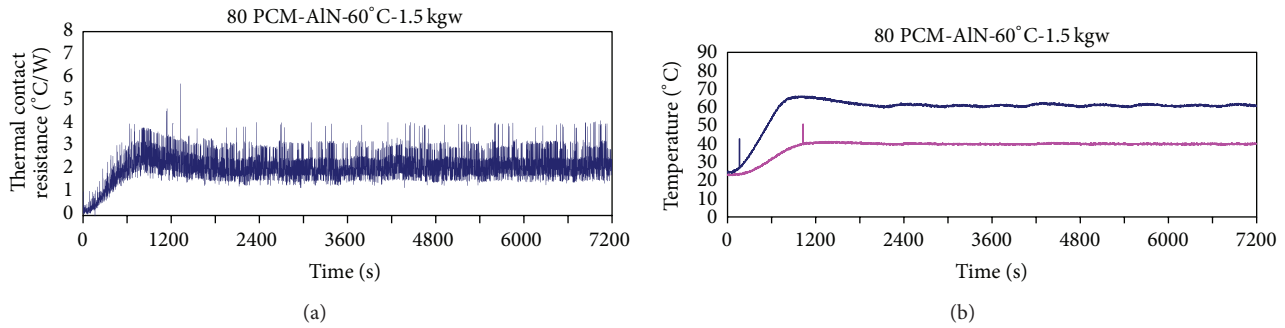 80 PCM-AlN-60°C-1.5 kgw
Thermal contact
resistance (°C/W)
8
7
6
5
4
3
2
1
0
0 1200 2400 3600 4800 6000 7200
Time (s)
(a)
80 PCM-AlN-60°C-1.5 kgw
Temperature (°C)
90
80
70
60
50
40
30
20
10
0
0 1200 2400 3600 4800 6000 7200
Time (s)
(b)